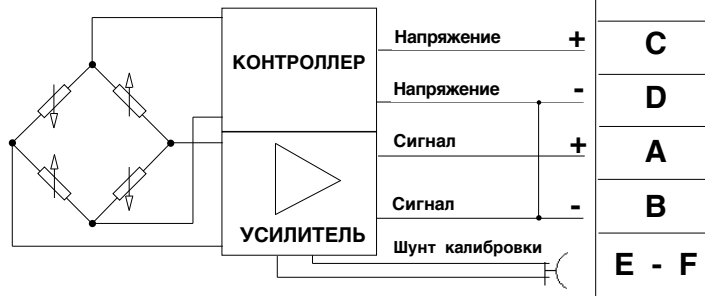 Напряжение + C
КОНТРОЛЛЕР
Напряжение - D
Сигнал + A
Сигнал - B
УСИЛИТЕЛЬ
Шунт калибровки E - F